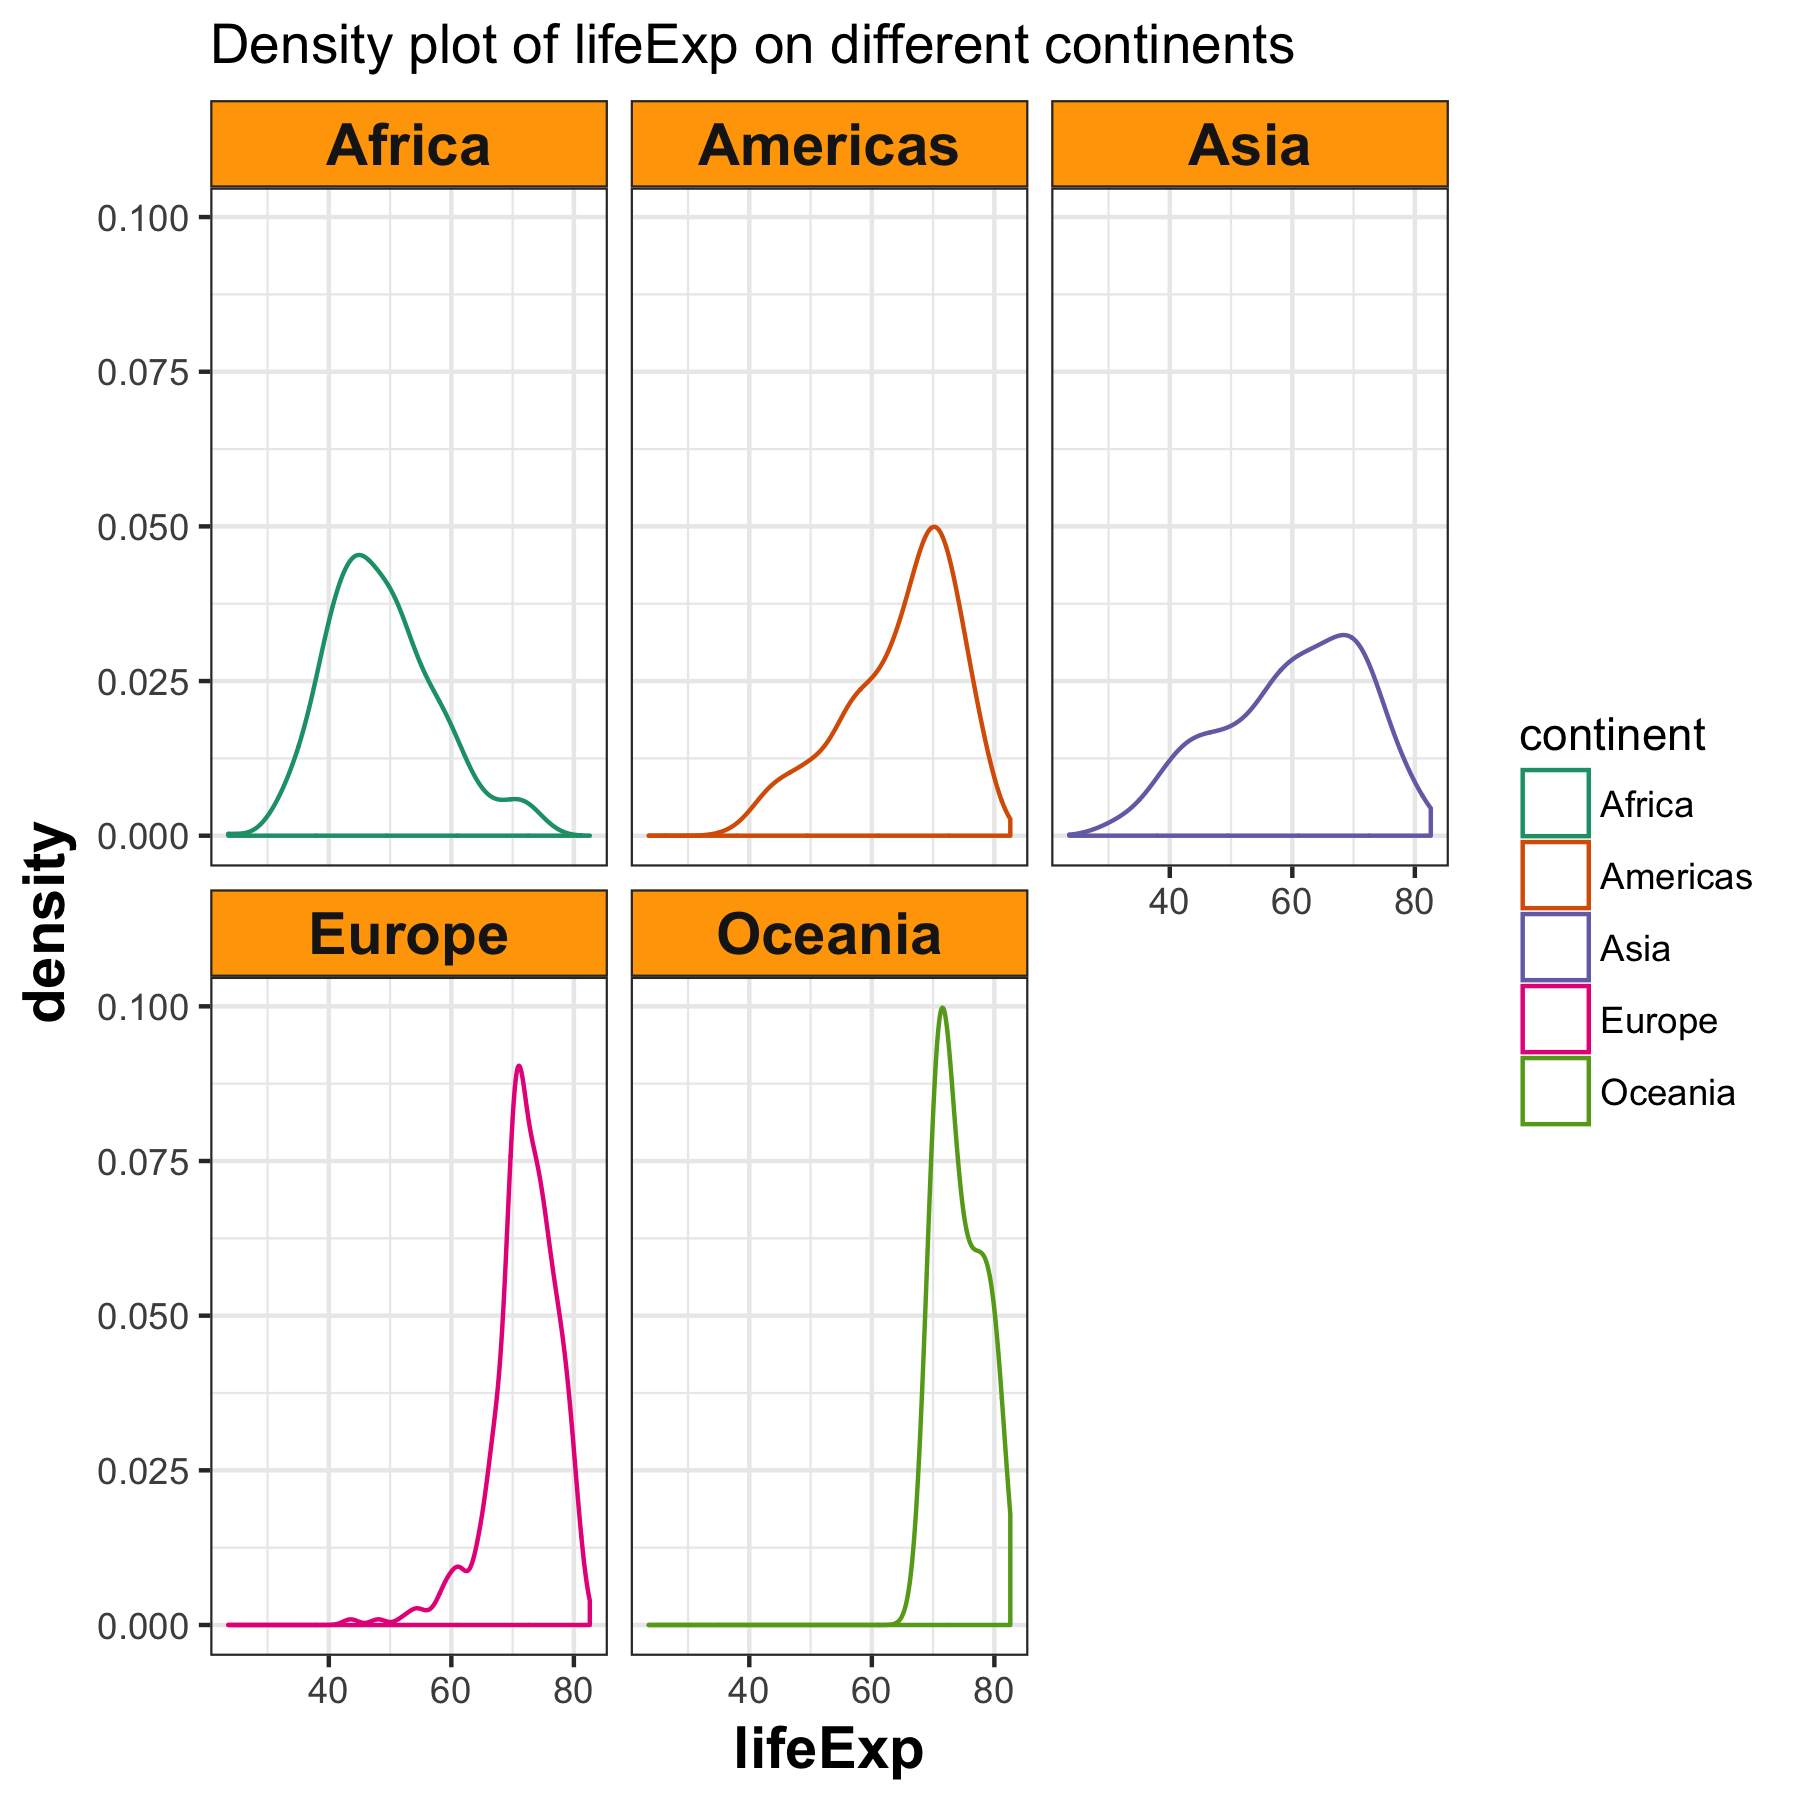 Density plot of lifeExp on different continents
Africa
Americas
Asia
0.100
0.075
0.050
0.025
0.000
40 60 80
Europe
Oceania
0.100
0.075
0.050
0.025
0.000
40 60 80
40 60 80
density
lifeExp
continent
Africa
Americas
Asia
Europe
Oceania